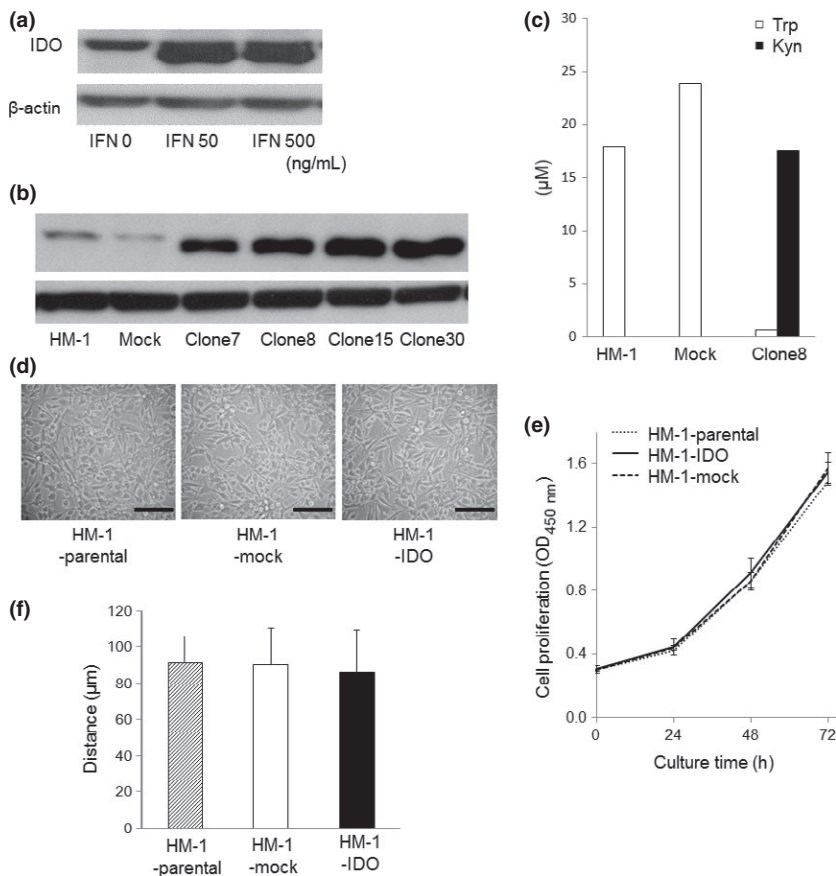 (a)
IDO
β-actin
IFN 0 IFN 50 IFN 500
(ng/mL)
(b)
HM-1 Mock Clone7 Clone8 Clone15 Clone30
(c)
Trp
Kyn
30
25
20
15
10
5
0
(μM)
HM-1 Mock Clone8
(d)
HM-1
-parental
HM-1
-mock
HM-1
-IDO
(e)
HM-1-parental
HM-1-IDO
HM-1-mock
1.6
1.2
0.8
0.4
0.0
Cell proliferation (OD450 nm)
0 24 48 72
Culture time (h)
(f)
120
100
80
60
40
20
0
Distance (μm)
HM-1
-parental
HM-1
-mock
HM-1
-IDO